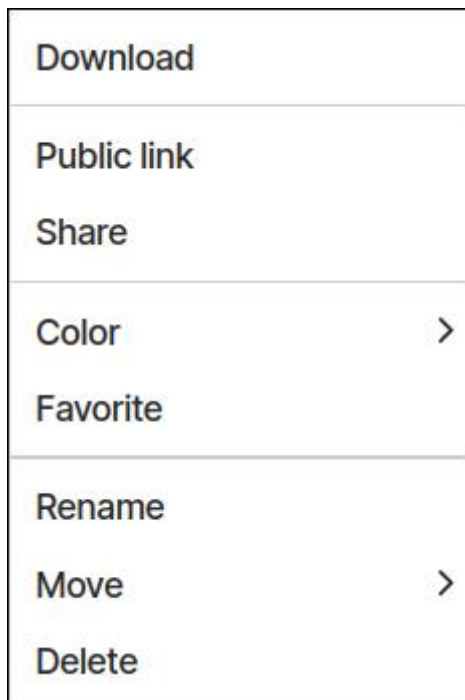 Download
Public link
Share
Color
Favorite
Rename
Move
Delete